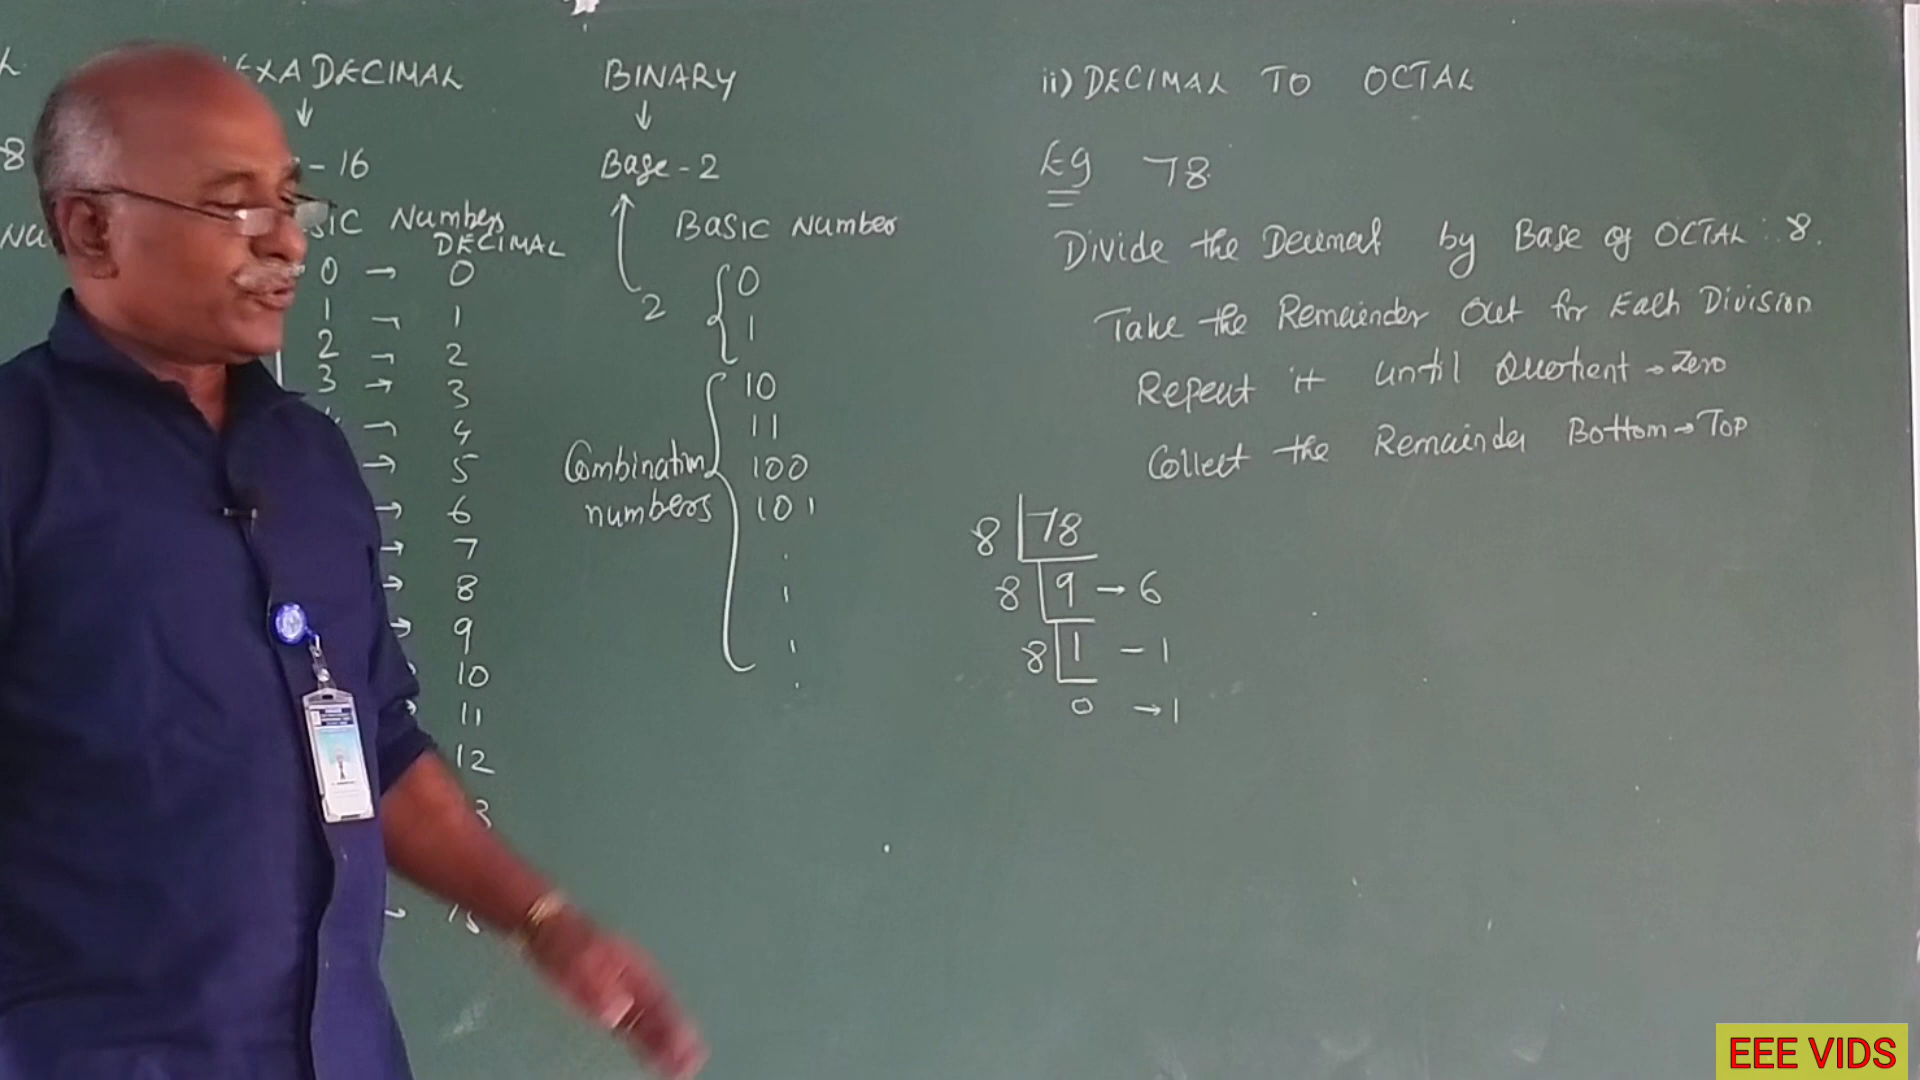 EXADECIMAL
- 16
SIC Numbers
DECIMAL
0 → 0
1 → 1
2 → 2
3 → 3
→ 4
→ 5
→ 6
→ 7
→ 8
→ 9
10
11
12
3
→ 15
8
BINARY
↓
Base - 2
BASIC Number
2
0
1
Combination
numbers
10
11
100
101
ii) DECIMAL TO OCTAL
Eg 78
Divide the Decimal by Base of OCTAL : 8.
Take the Remainder Out for Each Division
Repeat it until Quotient → Zero
Collect the Remainder Bottom → Top
8 78
8 9 → 6
8 1 - 1
0 → 1
EEE VIDS